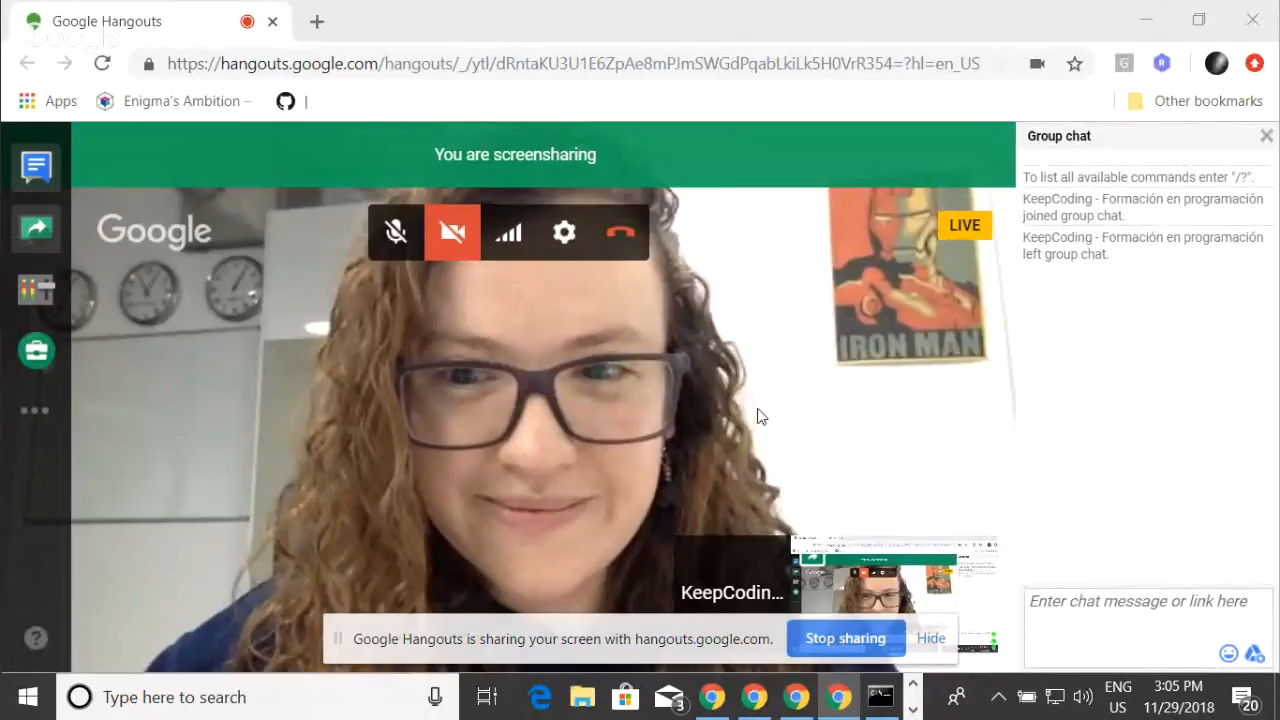 Google Hangouts
https://hangouts.google.com/hangouts/_/ytl/dRntaKU3U1E6ZpAe8mPJmSWGdPqabLkiLk5H0VrR354=?hl=en_US
Apps
Enigma's Ambition –
|
Other bookmarks
You are screensharing
Group chat
To list all available commands enter "/?".
KeepCoding - Formación en programación
joined group chat.
KeepCoding - Formación en programación
left group chat.
Google
LIVE
IRON MAN
KeepCodin...
Enter chat message or link here
Google Hangouts is sharing your screen with hangouts.google.com.
Stop sharing
Hide
Type here to search
3
ENG
US
3:05 PM
11/29/2018
20